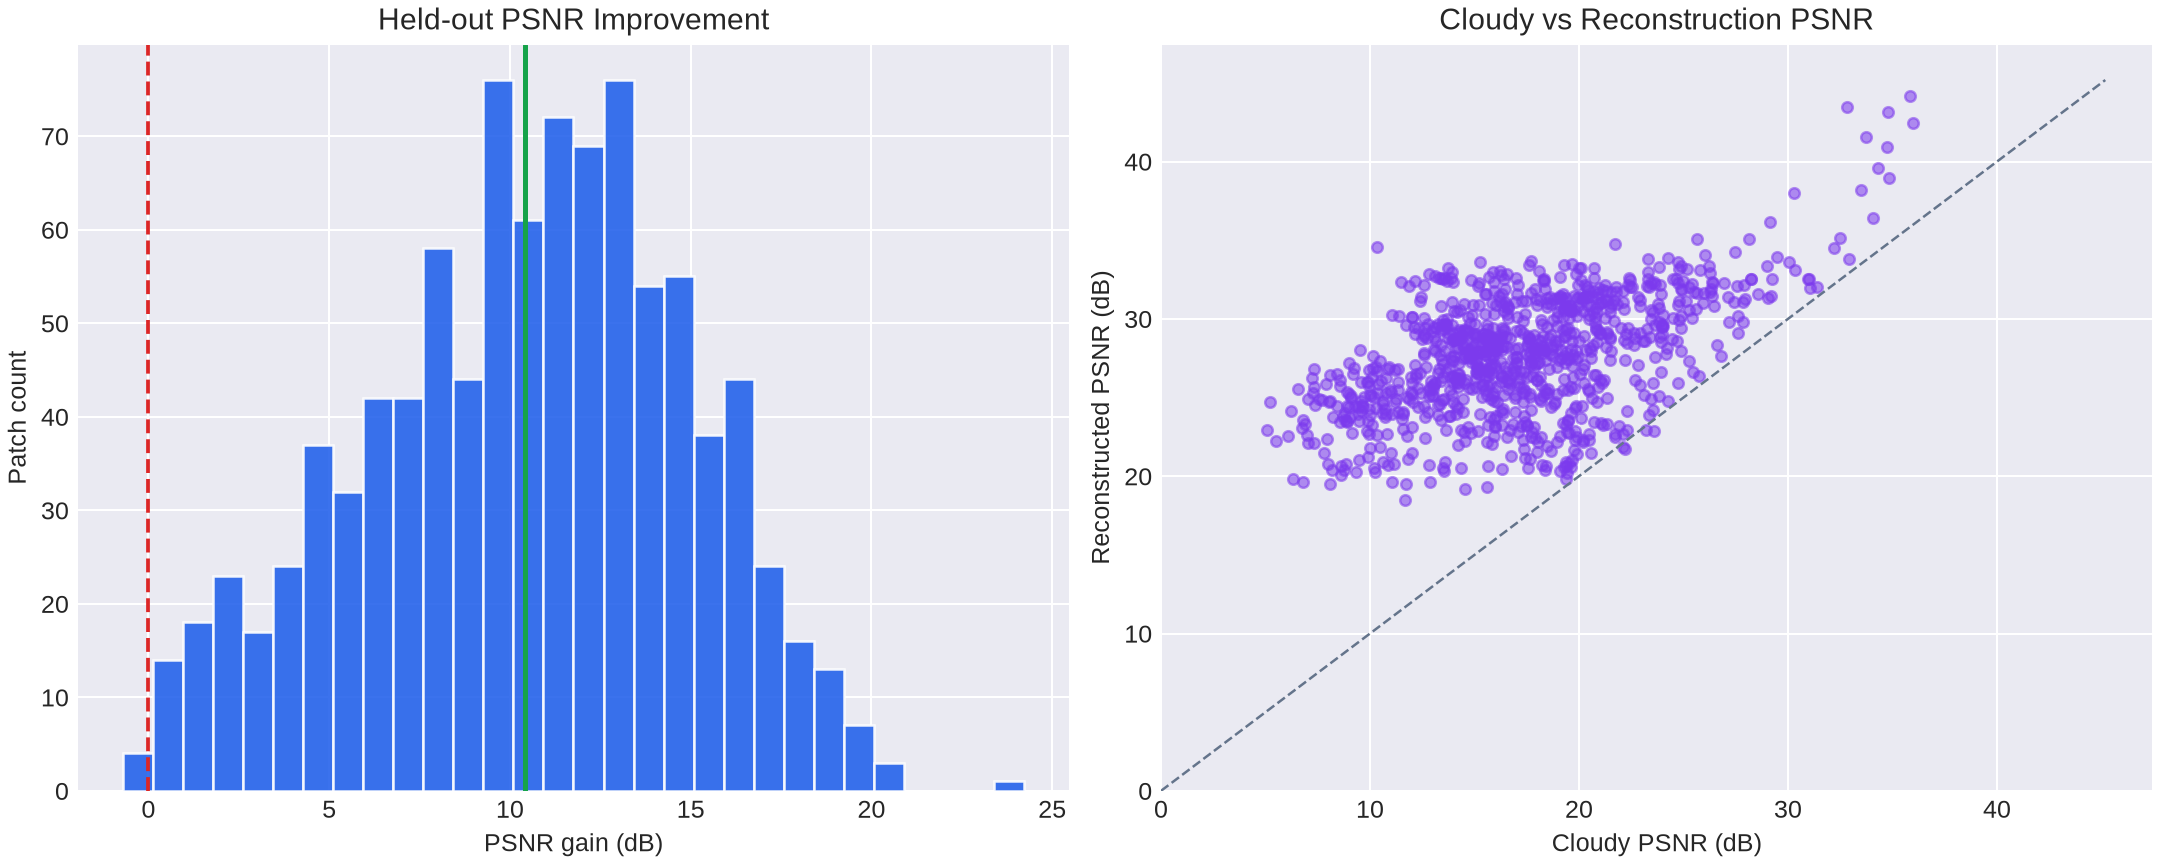 Held-out PSNR Improvement
Patch count
70
60
50
40
30
20
10
0
0 5 10 15 20 25
PSNR gain (dB)
Cloudy vs Reconstruction PSNR
Reconstructed PSNR (dB)
40
30
20
10
0
0 10 20 30 40
Cloudy PSNR (dB)